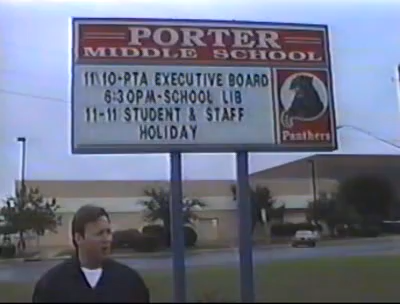 PORTER
MIDDLE SCHOOL
11\10-PTA EXECUTIVE BOARD
6:30PM-SCHOOL LIB
11-11 STUDENT & STAFF
HOLIDAY
Panthers